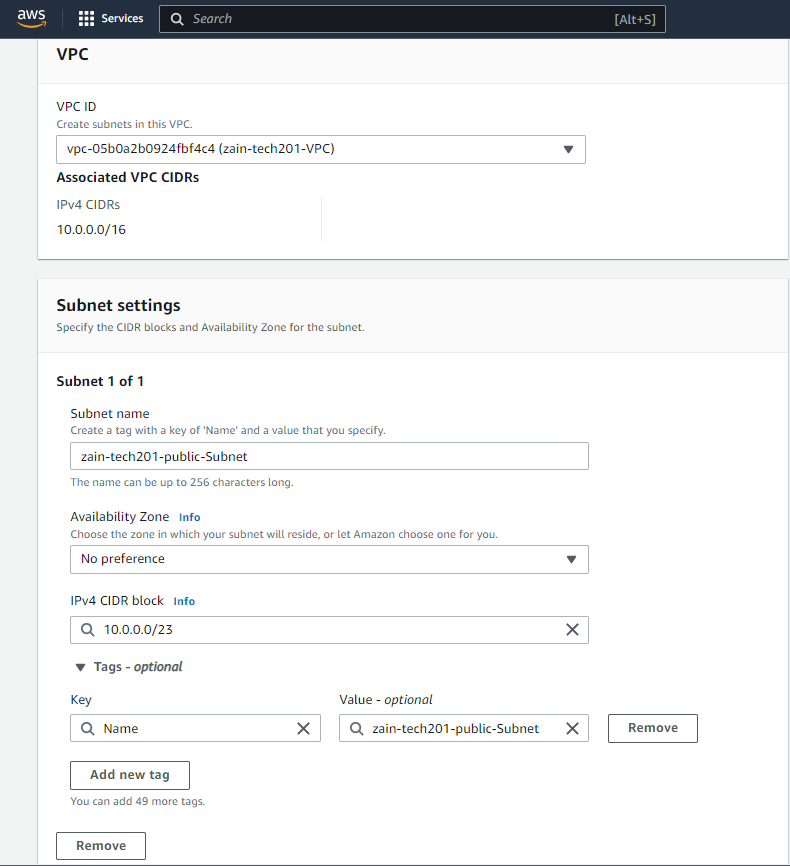 aws
Services
Search [Alt+S]
VPC
VPC ID
Create subnets in this VPC.
vpc-05b0a2b0924fbf4c4 (zain-tech201-VPC)
Associated VPC CIDRs
IPv4 CIDRs
10.0.0.0/16
Subnet settings
Specify the CIDR blocks and Availability Zone for the subnet.
Subnet 1 of 1
Subnet name
Create a tag with a key of 'Name' and a value that you specify.
zain-tech201-public-Subnet
The name can be up to 256 characters long.
Availability Zone Info
Choose the zone in which your subnet will reside, or let Amazon choose one for you.
No preference
IPv4 CIDR block Info
10.0.0.0/23
Tags - optional
Key
Value - optional
Name
zain-tech201-public-Subnet
Remove
Add new tag
You can add 49 more tags.
Remove